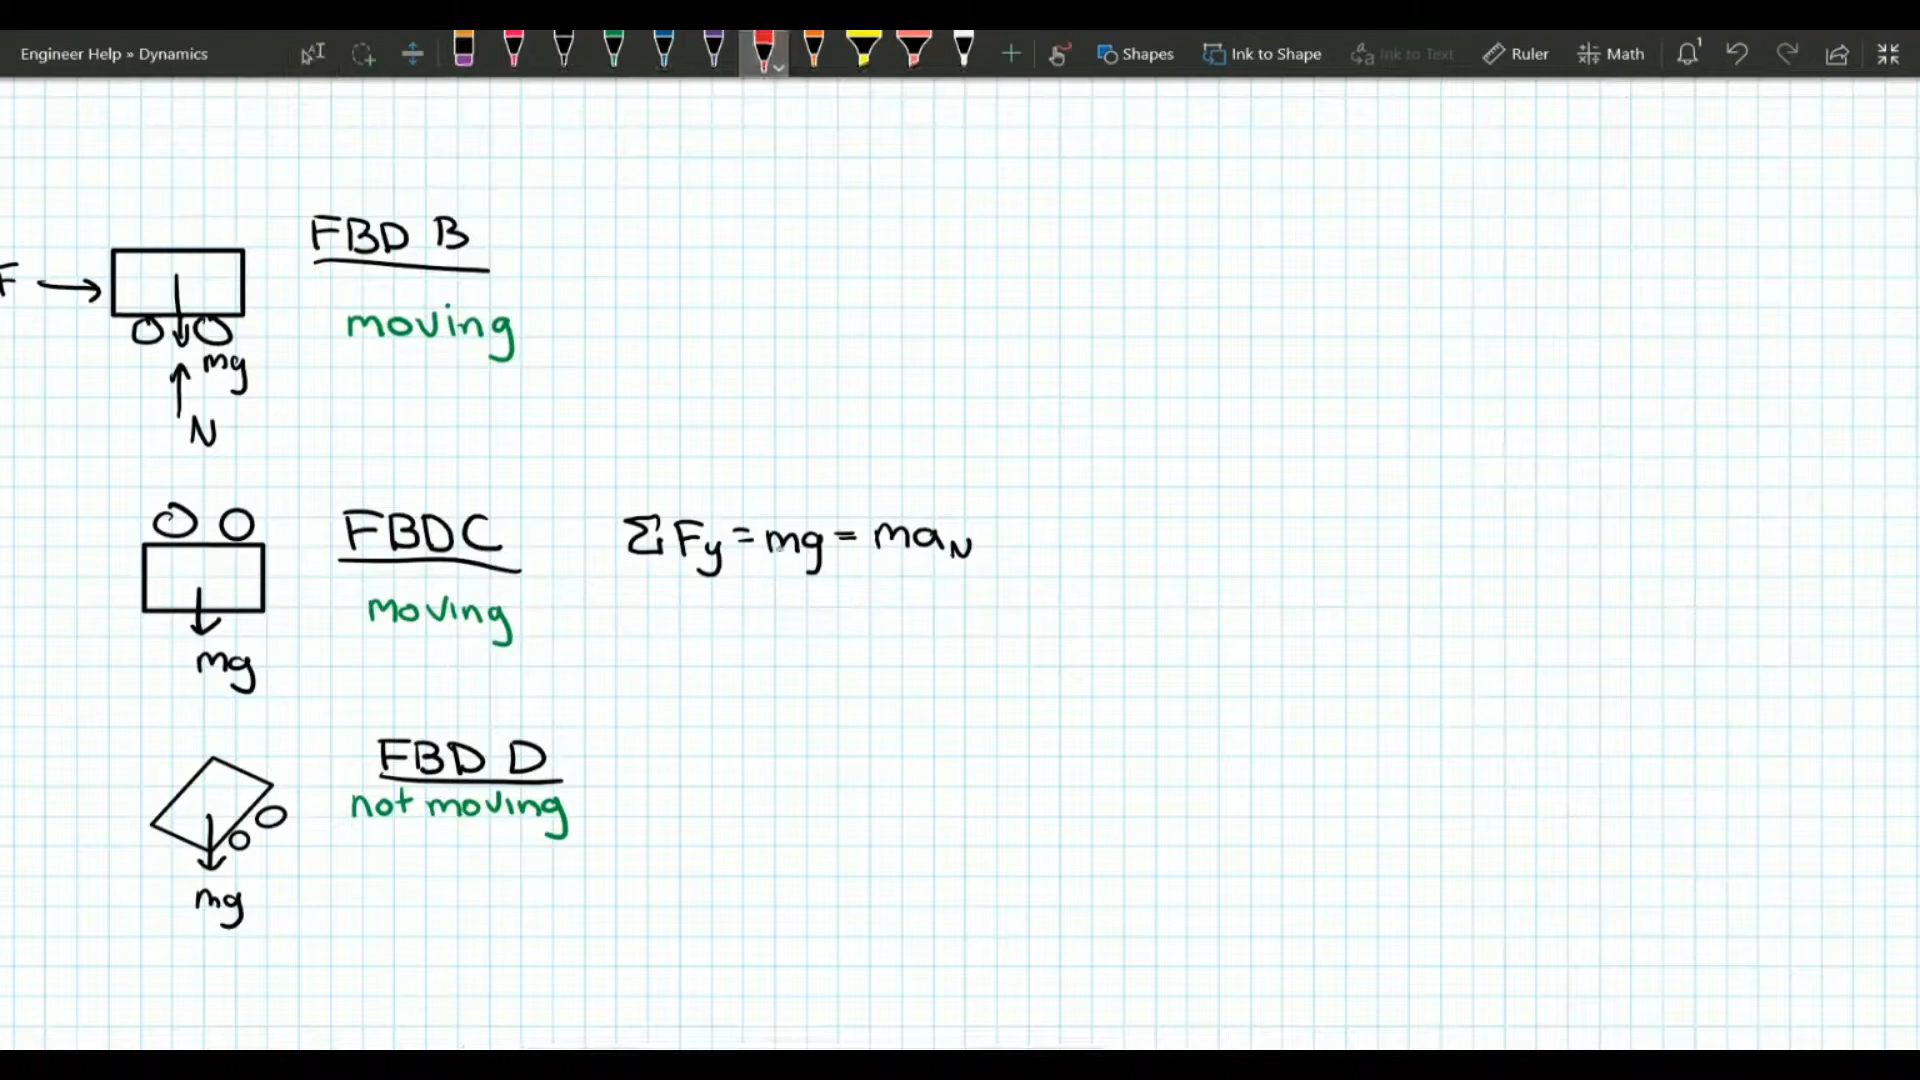 Engineer Help » Dynamics
Shapes
Ink to Shape
Ink to Text
Ruler
Math
1
FBD B
F
moving
mg
N
FBDC
ΣFy = mg = maN
moving
mg
FBD D
not moving
mg